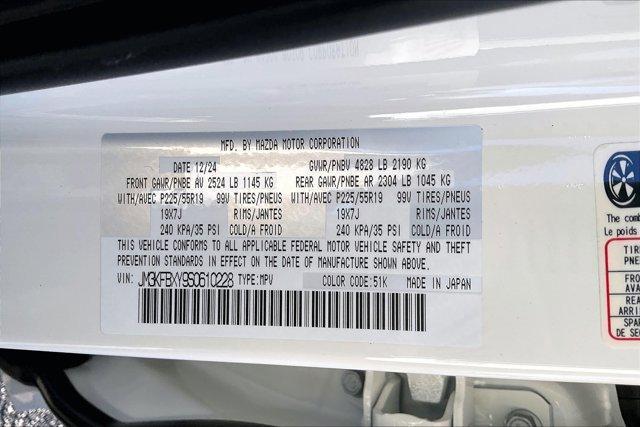 MFD. BY MAZDA MOTOR CORPORATION
DATE 12/24 GVWR/PNBV 4828 LB 2190 KG
FRONT GAWR/PNBE AV 2524 LB 1145 KG REAR GAWR/PNBE AR 2304 LB 1045 KG
WITH/AVEC P225/55R19 99V TIRES/PNEUS WITH/AVEC P225/55R19 99V TIRES/PNEUS
19X7J RIMS/JANTES 19X7J RIMS/JANTES
240 KPA/35 PSI COLD/A FROID 240 KPA/35 PSI COLD/A FROID
THIS VEHICLE CONFORMS TO ALL APPLICABLE FEDERAL MOTOR VEHICLE SAFETY AND THEFT
PREVENTION STANDARDS IN EFFECT ON THE DATE OF MANUFACTURE SHOWN ABOVE.
VIN: JM3KFBXY9S0610228 TYPE:MPV COLOR CODE:51K MADE IN JAPAN
The comb
Le poids
TIRE
PNE
FRO
AVA
REA
ARRI
SPA
DE SE